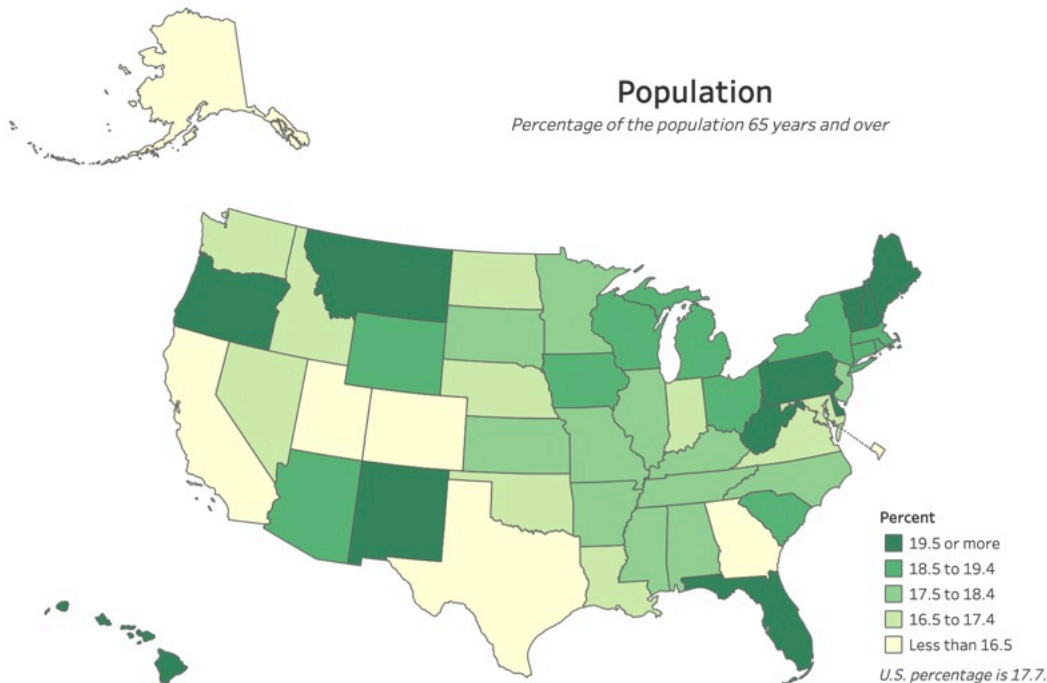 Population
Percentage of the population 65 years and over
Percent
19.5 or more
18.5 to 19.4
17.5 to 18.4
16.5 to 17.4
Less than 16.5
U.S. percentage is 17.7.